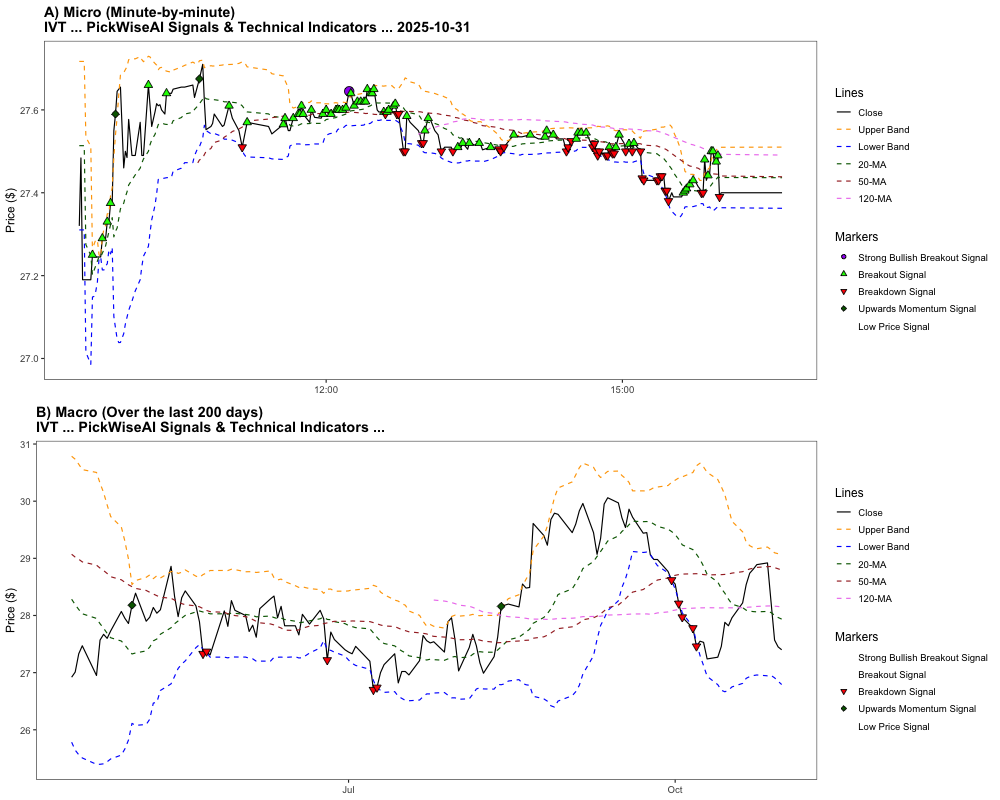 A) Micro (Minute-by-minute)
IVT ... PickWiseAI Signals & Technical Indicators ... 2025-10-31
Price ($)
27.6
27.4
27.2
27.0
12:00
15:00
Lines
Close
Upper Band
Lower Band
20-MA
50-MA
120-MA
Markers
Strong Bullish Breakout Signal
Breakout Signal
Breakdown Signal
Upwards Momentum Signal
Low Price Signal
B) Macro (Over the last 200 days)
IVT ... PickWiseAI Signals & Technical Indicators ...
Price ($)
31
30
29
28
27
26
Jul
Oct
Lines
Close
Upper Band
Lower Band
20-MA
50-MA
120-MA
Markers
Strong Bullish Breakout Signal
Breakout Signal
Breakdown Signal
Upwards Momentum Signal
Low Price Signal